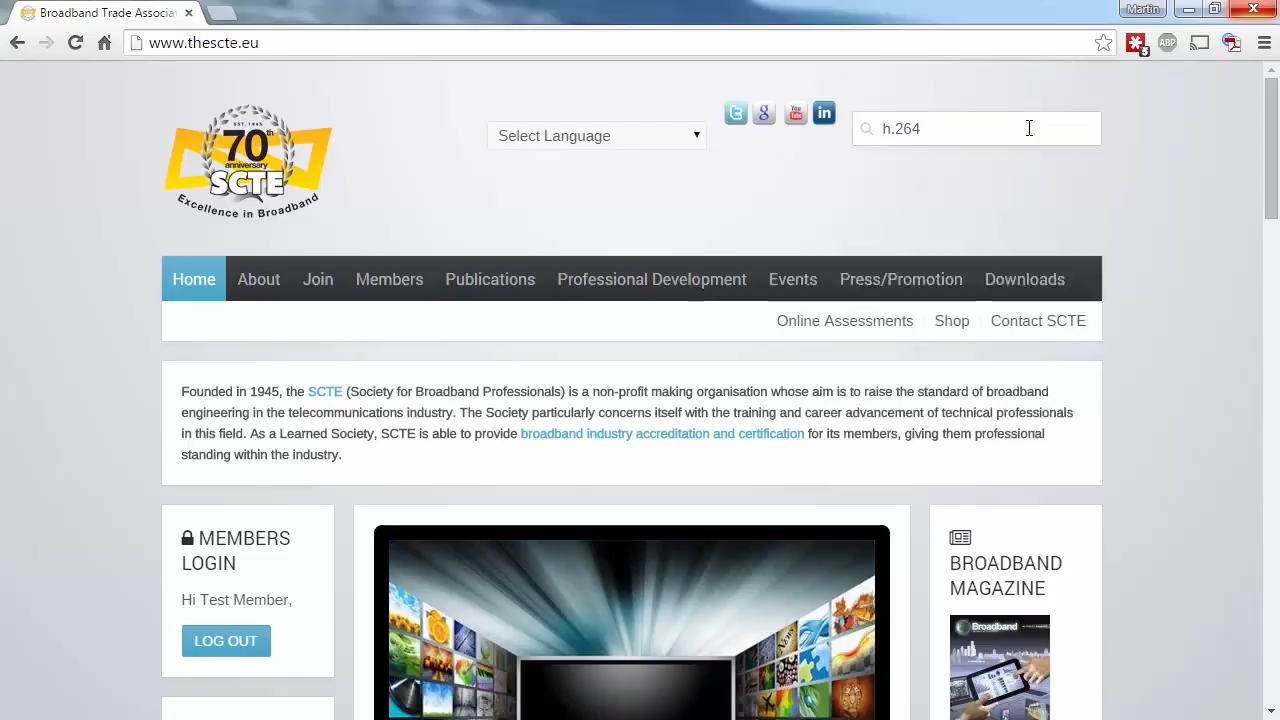 Broadband Trade Associat
Martin
www.thescte.eu
ABP
5
EST. 1945
70th
anniversary
SCTE
Excellence in Broadband
Select Language
You
Tube
in
h.264
Home About Join Members Publications Professional Development Events Press/Promotion Downloads
Online Assessments Shop Contact SCTE
Founded in 1945, the SCTE (Society for Broadband Professionals) is a non-profit making organisation whose aim is to raise the standard of broadband
engineering in the telecommunications industry. The Society particularly concerns itself with the training and career advancement of technical professionals
in this field. As a Learned Society, SCTE is able to provide broadband industry accreditation and certification for its members, giving them professional
standing within the industry.
MEMBERS
LOGIN
Hi Test Member,
LOG OUT
BROADBAND
MAGAZINE
Broadband